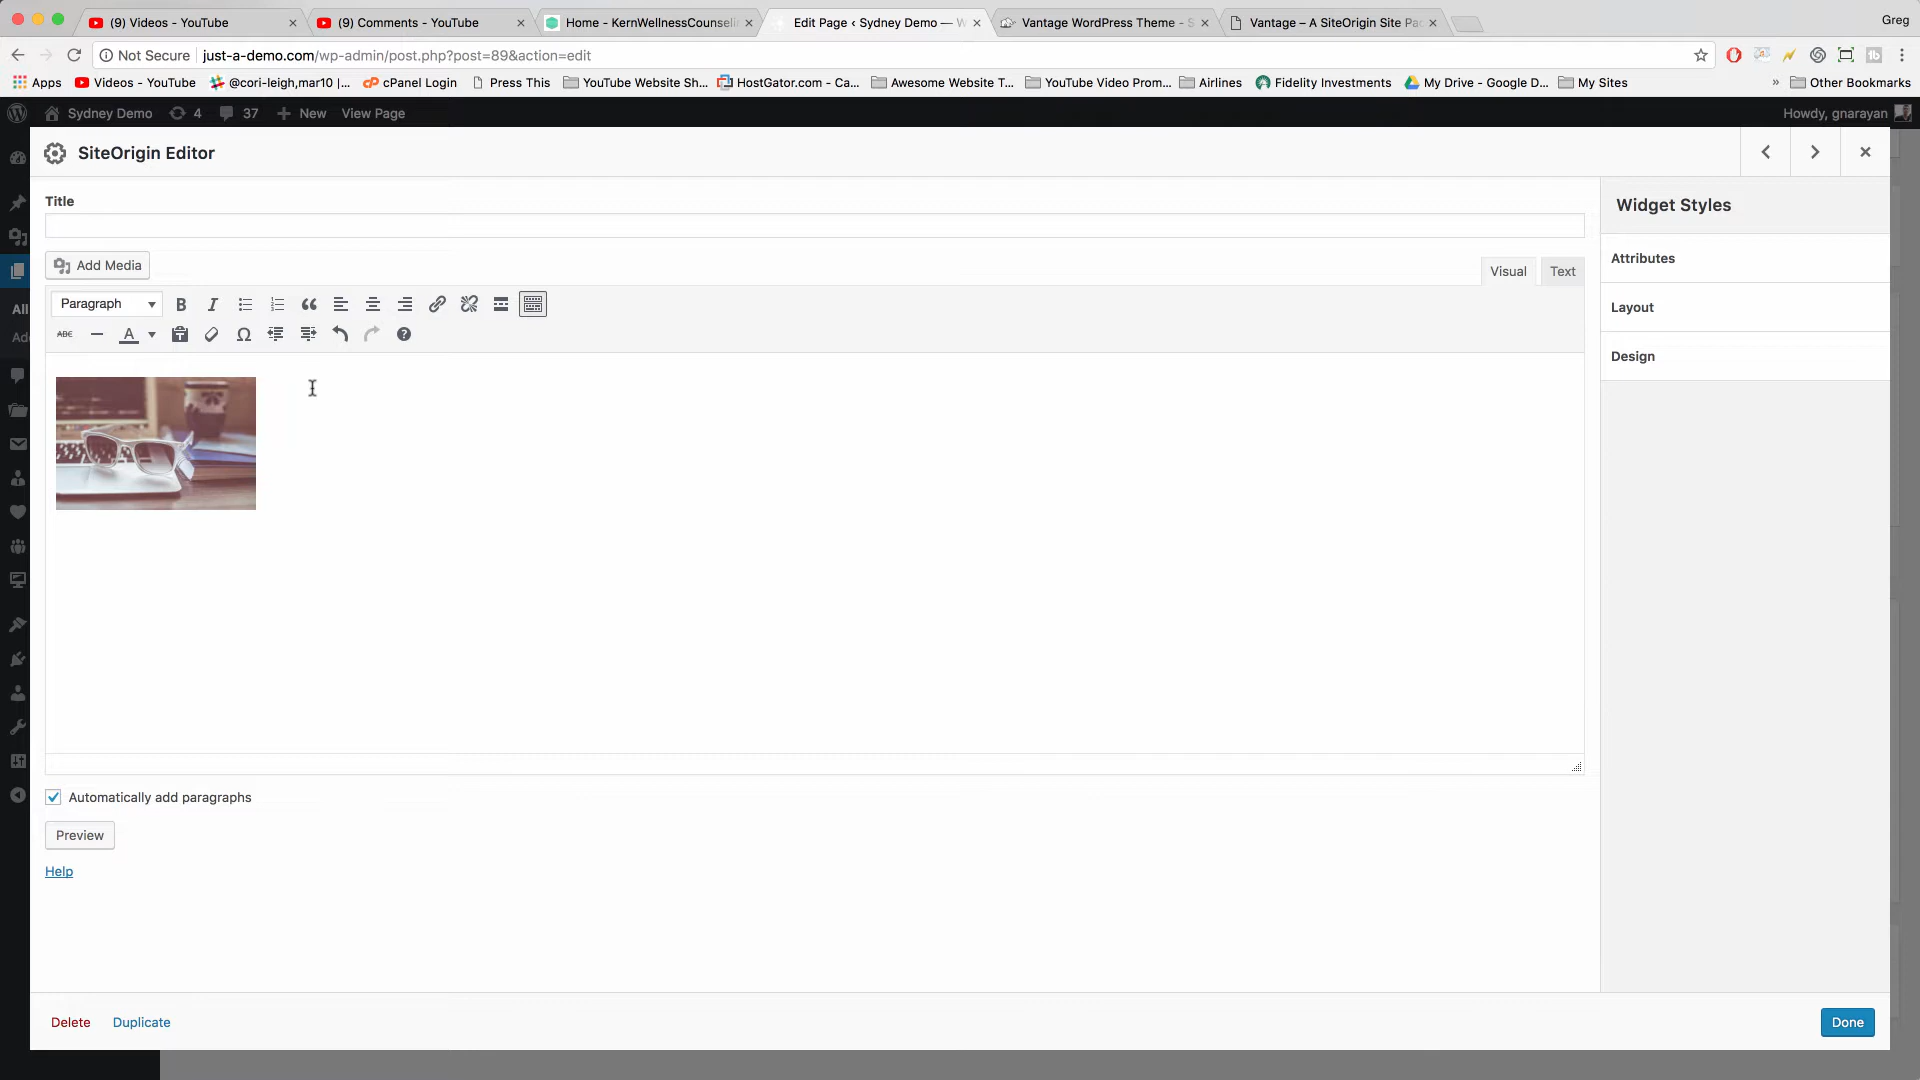 (9) Videos - YouTube
(9) Comments - YouTube
Home - KernWellnessCounseli
Edit Page ‹ Sydney Demo — W
Vantage WordPress Theme - S
Vantage – A SiteOrigin Site Pac
Greg
Not Secure just-a-demo.com/wp-admin/post.php?post=89&action=edit
Apps
Videos - YouTube
@cori-leigh,mar10 |...
cPanel Login
Press This
YouTube Website Sh...
HostGator.com - Ca...
Awesome Website T...
YouTube Video Prom...
Airlines
Fidelity Investments
My Drive - Google D...
My Sites
»
Other Bookmarks
Sydney Demo
4
37
New
View Page
Howdy, gnarayan
SiteOrigin Editor
Title
Add Media
Visual
Text
Paragraph
B
I
ABC
A
Ω
All
Add
Automatically add paragraphs
Preview
Help
Widget Styles
Attributes
Layout
Design
Delete
Duplicate
Done